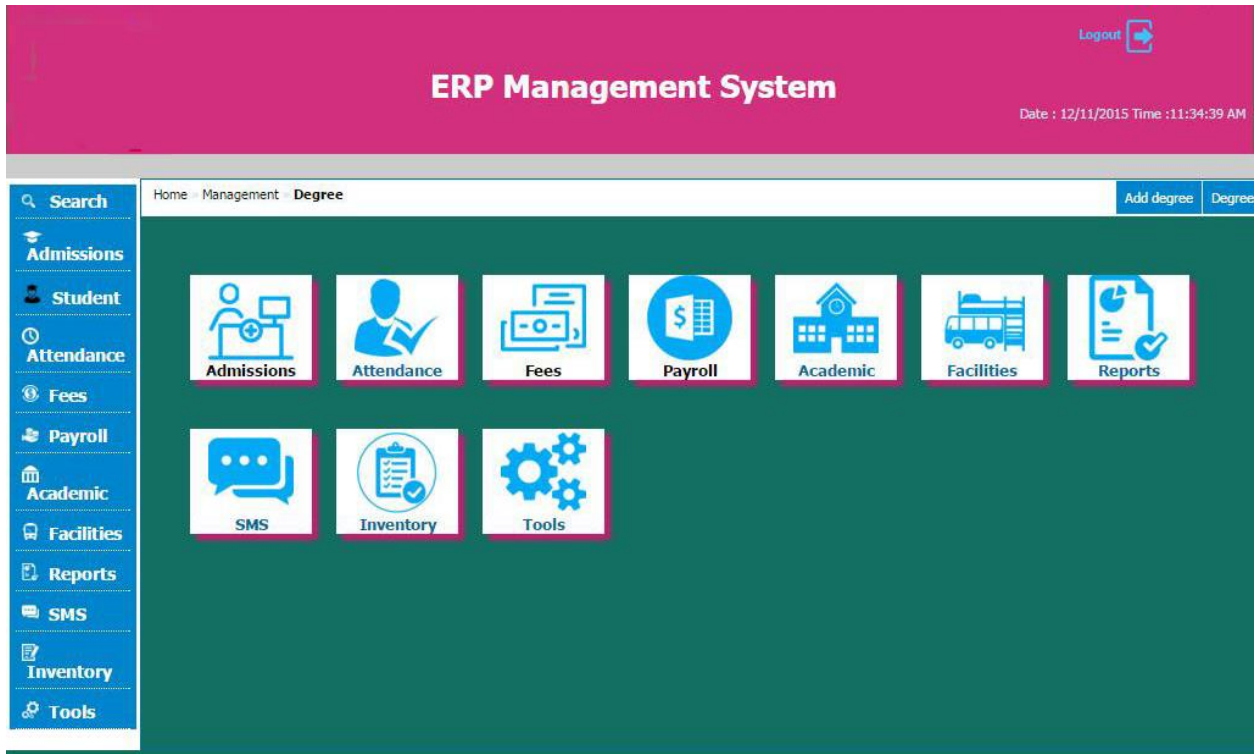 Logout
ERP Management System
Date : 12/11/2015 Time :11:34:39 AM
Home Management Degree
Add degree Degree
Search
Admissions
Student
Attendance
Fees
Payroll
Academic
Facilities
Reports
SMS
Inventory
Tools
Admissions Attendance Fees Payroll Academic Facilities Reports
SMS Inventory Tools